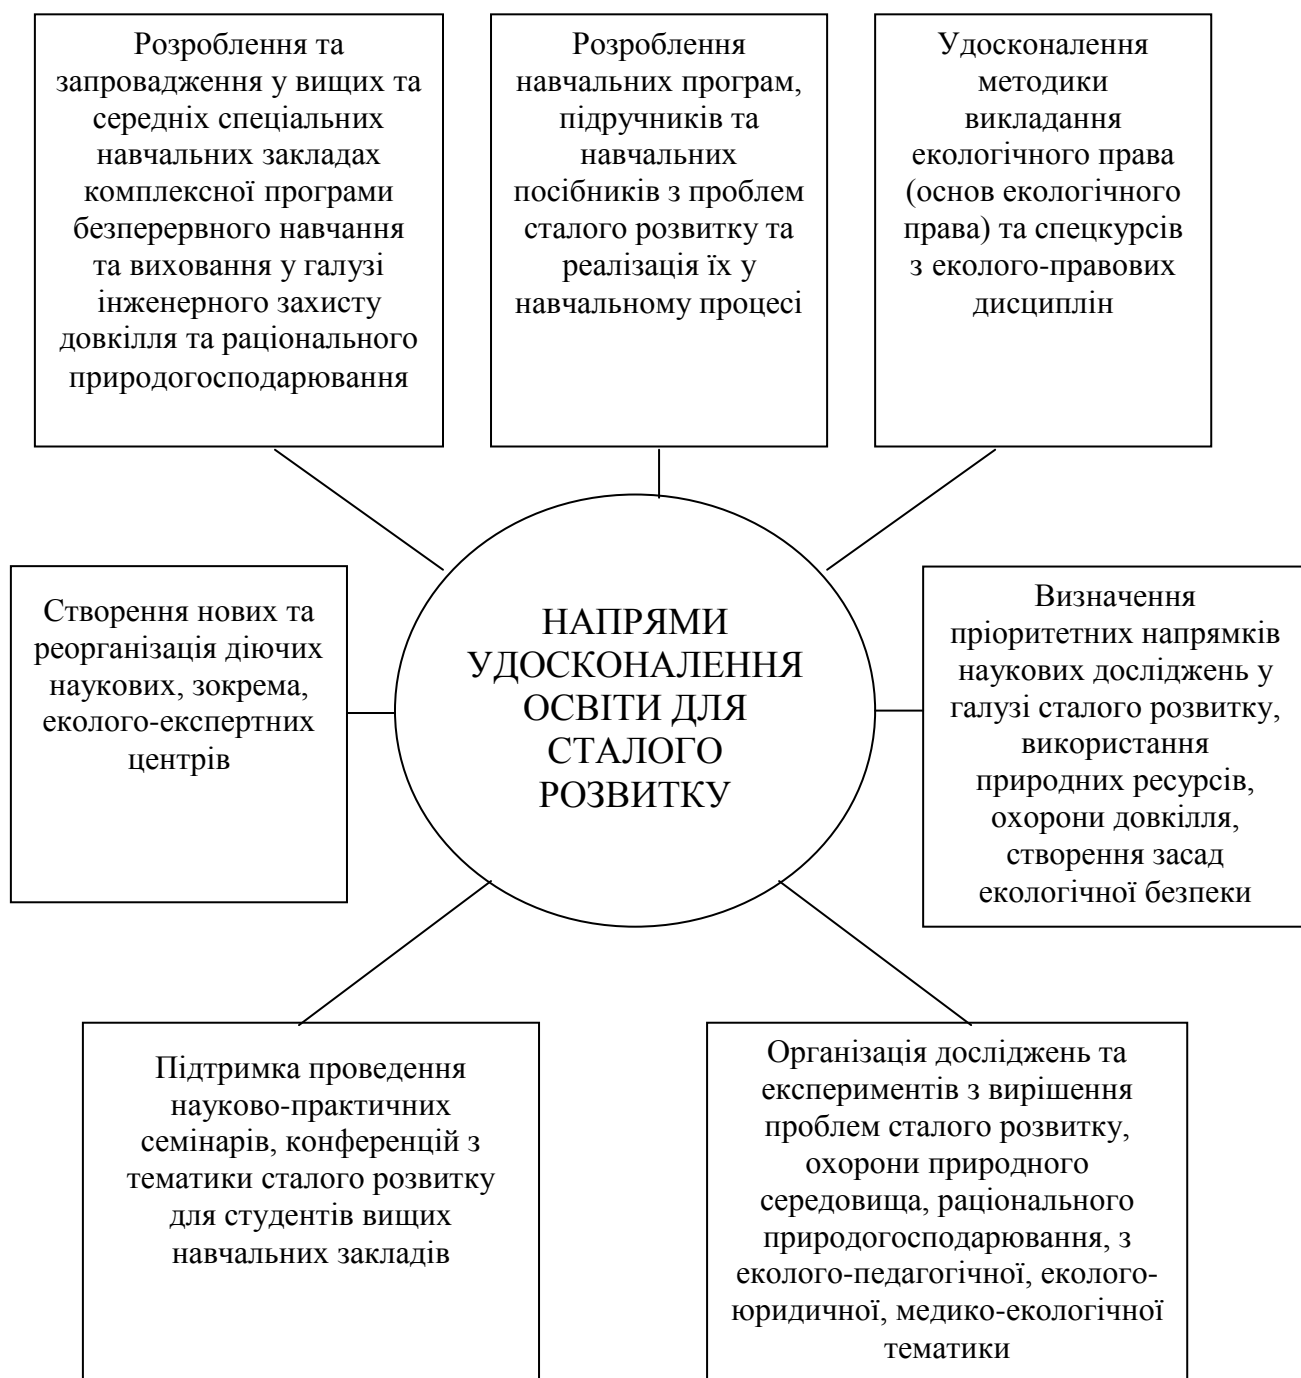 Розроблення та
запровадження у вищих та
середніх спеціальних
навчальних закладах
комплексної програми
безперервного навчання
та виховання у галузі
інженерного захисту
довкілля та раціонального
природогосподарювання
Розроблення
навчальних програм,
підручників та
навчальних
посібників з проблем
сталого розвитку та
реалізація їх у
навчальному процесі
Удосконалення
методики
викладання
екологічного права
(основ екологічного
права) та спецкурсів
з еколого-правових
дисциплін
Створення нових та
реорганізація діючих
наукових, зокрема,
еколого-експертних
центрів
НАПРЯМИ
УДОСКОНАЛЕННЯ
ОСВІТИ ДЛЯ
СТАЛОГО
РОЗВИТКУ
Визначення
пріоритетних напрямків
наукових досліджень у
галузі сталого розвитку,
використання
природних ресурсів,
охорони довкілля,
створення засад
екологічної безпеки
Підтримка проведення
науково-практичних
семінарів, конференцій з
тематики сталого розвитку
для студентів вищих
навчальних закладів
Організація досліджень та
експериментів з вирішення
проблем сталого розвитку,
охорони природного
середовища, раціонального
природогосподарювання, з
еколого-педагогічної, еколого-
юридичної, медико-екологічної
тематики